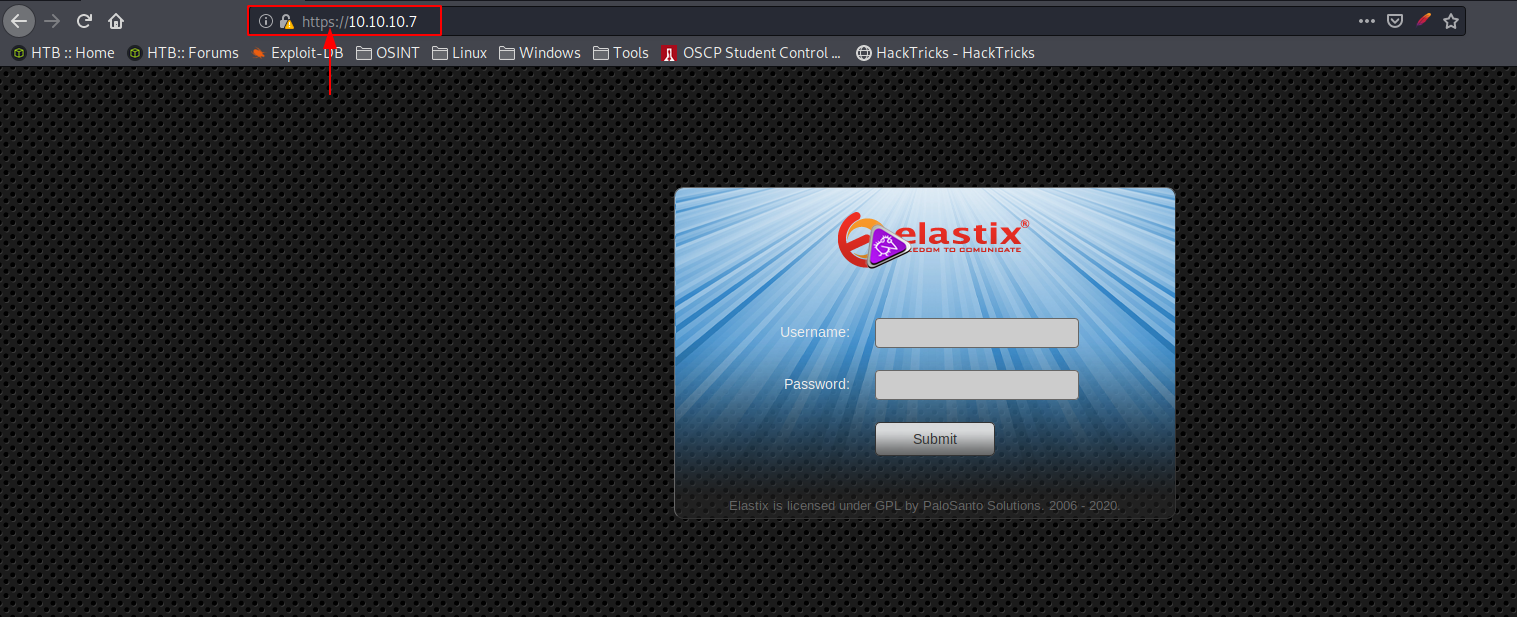 https://10.10.10.7
HTB :: Home HTB:: Forums Exploit-DB OSINT Linux Windows Tools OSCP Student Control ... HackTricks - HackTricks
elastix®
EEDOM TO COMUNICATE
Username:
Password:
Submit
Elastix is licensed under GPL by PaloSanto Solutions. 2006 - 2020.